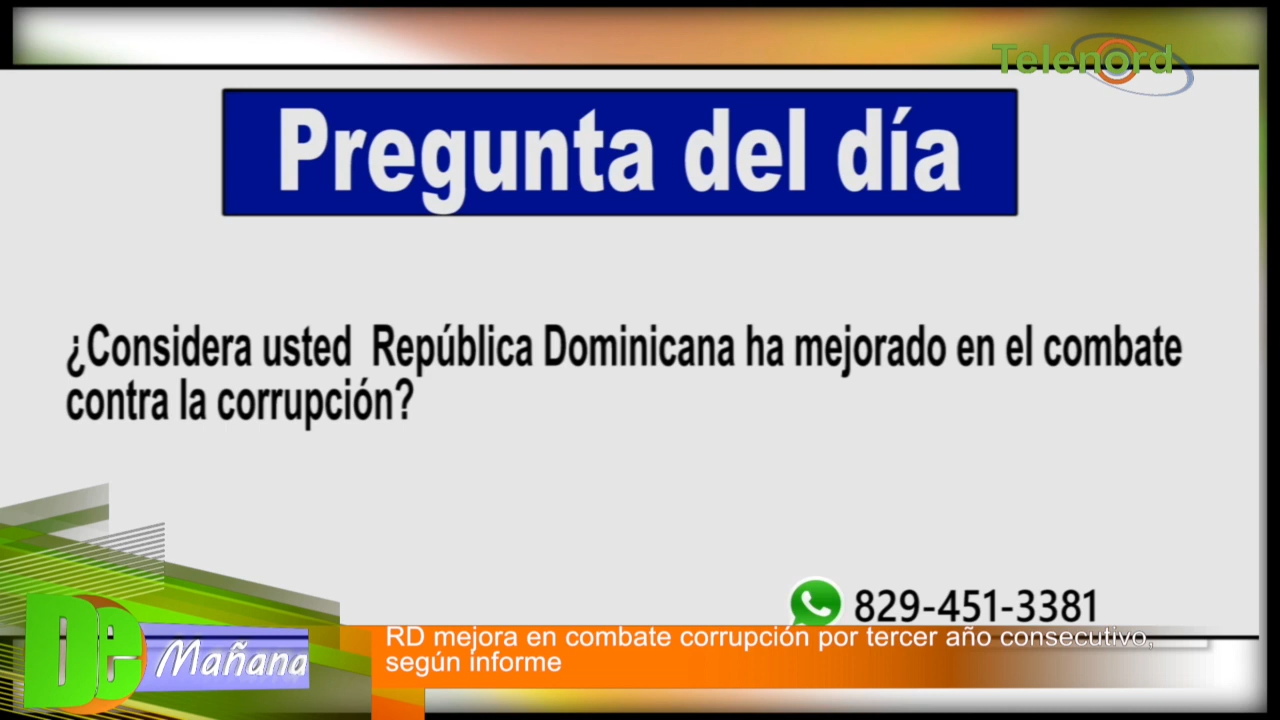 Telenord
Pregunta del día
¿Considera usted  República Dominicana ha mejorado en el combate
contra la corrupción?
829-451-3381
RD mejora en combate corrupción por tercer año consecutivo,
según informe
De
Mañana